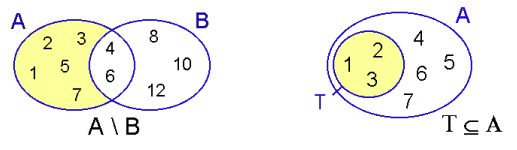 A B
2 3 4 8
1 5 6 10
7 12
A \ B
A
1 2 3 4 5 6 7
T
T ⊆ A